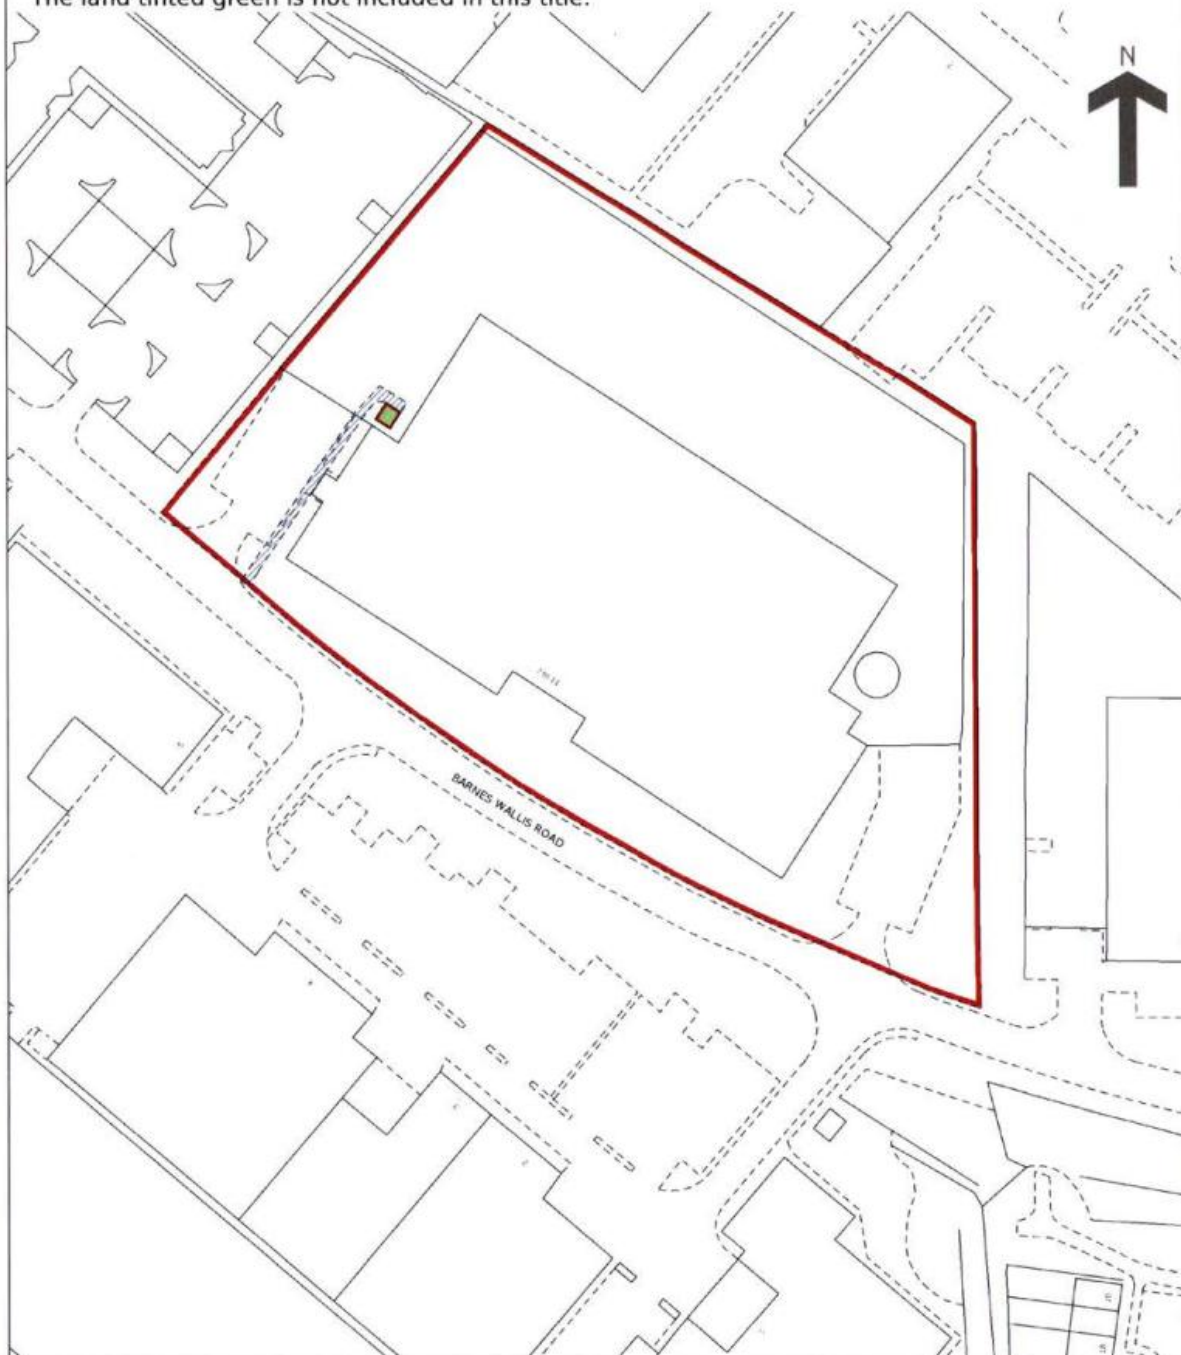 The land tinted green is not included in this title.
N
BARNES WALLIS ROAD